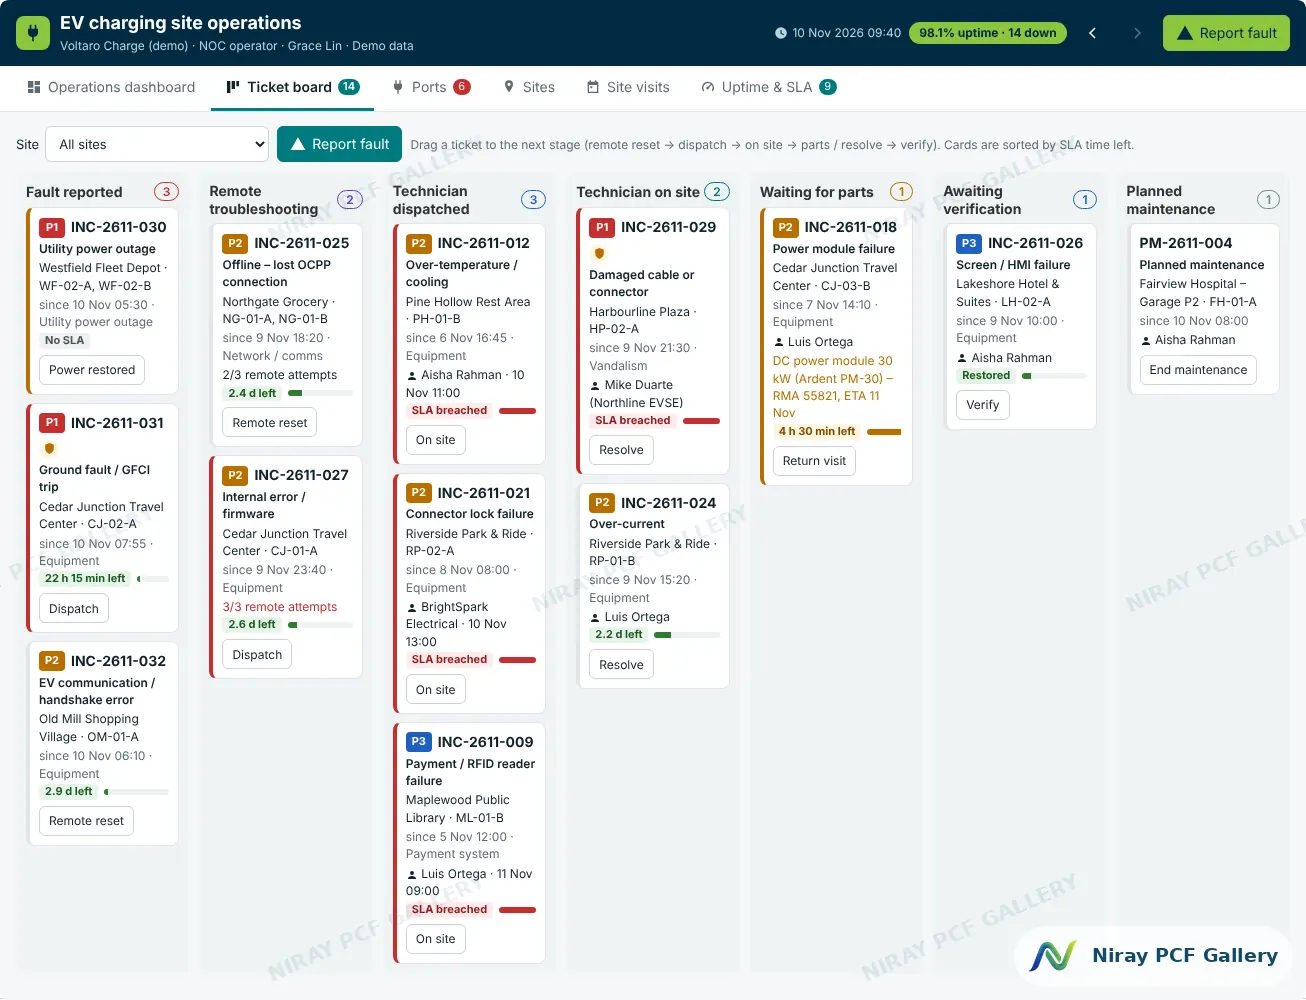 EV charging site operations
Voltaro Charge (demo) · NOC operator · Grace Lin · Demo data
10 Nov 2026 09:40
98.1% uptime · 14 down
Report fault
Operations dashboard
Ticket board 14
Ports 6
Sites
Site visits
Uptime & SLA 9
Site
All sites
Report fault
Drag a ticket to the next stage (remote reset → dispatch → on site → parts / resolve → verify). Cards are sorted by SLA time left.
Fault reported 3
P1 INC-2611-030
Utility power outage
Westfield Fleet Depot ·
WF-02-A, WF-02-B
since 10 Nov 05:30 ·
Utility power outage
No SLA
Power restored
P1 INC-2611-031
Ground fault / GFCI
trip
Cedar Junction Travel
Center · CJ-02-A
since 10 Nov 07:55 ·
Equipment
22 h 15 min left
Dispatch
P2 INC-2611-032
EV communication /
handshake error
Old Mill Shopping
Village · OM-01-A
since 10 Nov 06:10 ·
Equipment
2.9 d left
Remote reset
Remote
troubleshooting 2
P2 INC-2611-025
Offline – lost OCPP
connection
Northgate Grocery ·
NG-01-A, NG-01-B
since 9 Nov 18:20 ·
Network / comms
2/3 remote attempts
2.4 d left
Remote reset
P2 INC-2611-027
Internal error /
firmware
Cedar Junction Travel
Center · CJ-01-A
since 9 Nov 23:40 ·
Equipment
3/3 remote attempts
2.6 d left
Dispatch
Technician
dispatched 3
P2 INC-2611-012
Over-temperature /
cooling
Pine Hollow Rest Area
· PH-01-B
since 6 Nov 16:45 ·
Equipment
Aisha Rahman · 10
Nov 11:00
SLA breached
On site
P2 INC-2611-021
Connector lock failure
Riverside Park & Ride ·
RP-02-A
since 8 Nov 08:00 ·
Equipment
BrightSpark
Electrical · 10 Nov
13:00
SLA breached
On site
P3 INC-2611-009
Payment / RFID reader
failure
Maplewood Public
Library · ML-01-B
since 5 Nov 12:00 ·
Payment system
Luis Ortega · 11 Nov
09:00
SLA breached
On site
Technician on site 2
P1 INC-2611-029
Damaged cable or
connector
Harbourline Plaza ·
HP-02-A
since 9 Nov 21:30 ·
Vandalism
Mike Duarte
(Northline EVSE)
SLA breached
Resolve
P2 INC-2611-024
Over-current
Riverside Park & Ride ·
RP-01-B
since 9 Nov 15:20 ·
Equipment
Luis Ortega
2.2 d left
Resolve
Waiting for parts 1
P2 INC-2611-018
Power module failure
Cedar Junction Travel
Center · CJ-03-B
since 7 Nov 14:10 ·
Equipment
Luis Ortega
DC power module 30
kW (Ardent PM-30) –
RMA 55821, ETA 11
Nov
4 h 30 min left
Return visit
Awaiting
verification 1
P3 INC-2611-026
Screen / HMI failure
Lakeshore Hotel &
Suites · LH-02-A
since 9 Nov 10:00 ·
Equipment
Aisha Rahman
Restored
Verify
Planned
maintenance 1
PM-2611-004
Planned maintenance
Fairview Hospital –
Garage P2 · FH-01-A
since 10 Nov 08:00
Aisha Rahman
End maintenance
NIRAY PCF GALLERY
NIRAY PCF GALLERY
NIRAY PCF GALLERY
NIRAY PCF GALLERY
NIRAY PCF GALLERY
NIRAY PCF GALLERY
NIRAY PCF GALLERY
Niray PCF Gallery